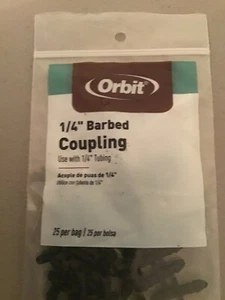 Orbit®
1/4" Barbed
Coupling
Use with 1/4" Tubing
Acople de puas de 1/4"
Utilice con tubería de 1/4"
25 per bag / 25 por bolsa